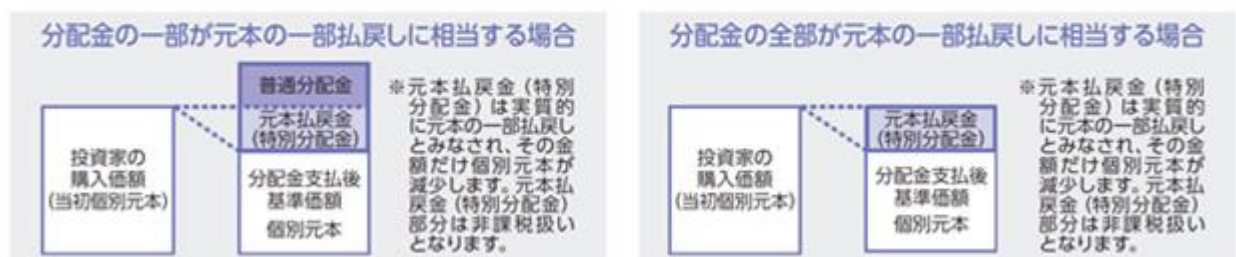 分配金の一部が元本の一部払戻しに相当する場合
普通分配金
元本払戻金
(特別分配金)
投資家の
購入価額
(当初個別元本)
分配金支払後
基準価額
個別元本
※元本払戻金(特別
分配金)は実質的
に元本の一部払戻し
とみなされ、その金
額だけ個別元本が
減少します。元本払
戻金(特別分配金)
部分は非課税扱い
となります。
分配金の全部が元本の一部払戻しに相当する場合
元本払戻金
(特別分配金)
投資家の
購入価額
(当初個別元本)
分配金支払後
基準価額
個別元本
※元本払戻金(特別
分配金)は実質的
に元本の一部払戻し
とみなされ、その金
額だけ個別元本が
減少します。元本払
戻金(特別分配金)
部分は非課税扱い
となります。